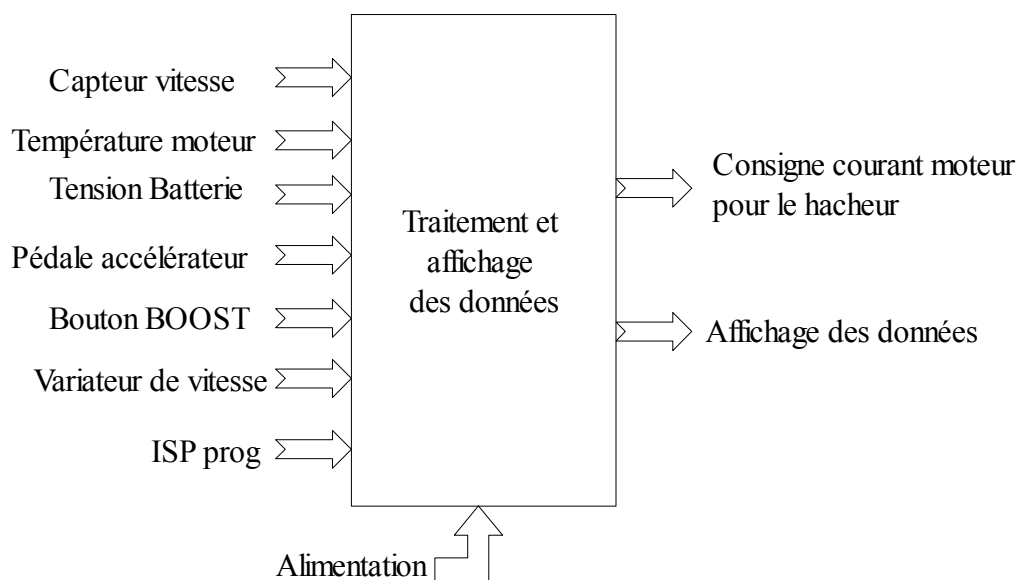 Capteur vitesse
Température moteur
Tension Batterie
Pédale accélérateur
Bouton BOOST
Variateur de vitesse
ISP prog
Traitement et
affichage
des données
Consigne courant moteur
pour le hacheur
Affichage des données
Alimentation